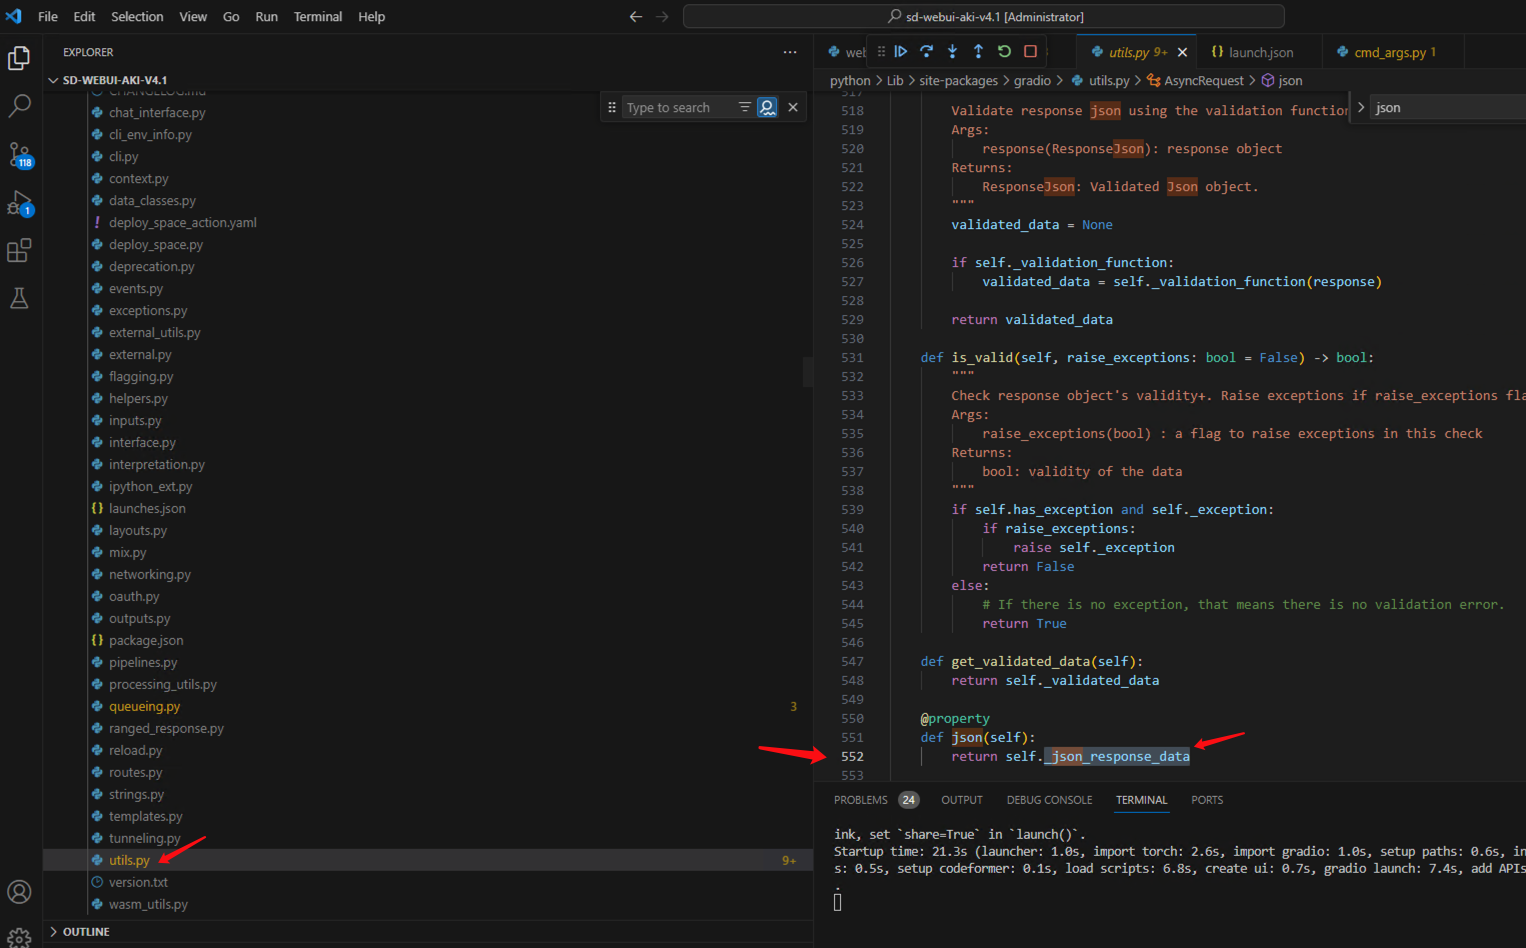 File Edit Selection View Go Run Terminal Help
sd-webui-aki-v4.1 [Administrator]
EXPLORER
SD-WEBUI-AKI-V4.1
CHANGELOG.md
chat_interface.py
cli_env_info.py
cli.py
context.py
data_classes.py
deploy_space_action.yaml
deploy_space.py
deprecation.py
events.py
exceptions.py
external_utils.py
external.py
flagging.py
helpers.py
inputs.py
interface.py
interpretation.py
ipython_ext.py
launches.json
layouts.py
mix.py
networking.py
oauth.py
outputs.py
package.json
pipelines.py
processing_utils.py
queueing.py 3
ranged_response.py
reload.py
routes.py
strings.py
templates.py
tunneling.py
utils.py 9+
version.txt
wasm_utils.py
OUTLINE
118
1
Type to search
web
utils.py 9+
launch.json
cmd_args.py 1
python > Lib > site-packages > gradio > utils.py > AsyncRequest > json
json
517
518 Validate response json using the validation function
519 Args:
520 response(ResponseJson): response object
521 Returns:
522 ResponseJson: Validated Json object.
523 """
524 validated_data = None
525
526 if self._validation_function:
527 validated_data = self._validation_function(response)
528
529 return validated_data
530
531 def is_valid(self, raise_exceptions: bool = False) -> bool:
532 """
533 Check response object's validity+. Raise exceptions if raise_exceptions fla
534 Args:
535 raise_exceptions(bool) : a flag to raise exceptions in this check
536 Returns:
537 bool: validity of the data
538 """
539 if self.has_exception and self._exception:
540 if raise_exceptions:
541 raise self._exception
542 return False
543 else:
544 # If there is no exception, that means there is no validation error.
545 return True
546
547 def get_validated_data(self):
548 return self._validated_data
549
550 @property
551 def json(self):
552 return self._json_response_data
553
PROBLEMS 24 OUTPUT DEBUG CONSOLE TERMINAL PORTS
ink, set `share=True` in `launch()`.
Startup time: 21.3s (launcher: 1.0s, import torch: 2.6s, import gradio: 1.0s, setup paths: 0.6s, in
s: 0.5s, setup codeformer: 0.1s, load scripts: 6.8s, create ui: 0.7s, gradio launch: 7.4s, add APIs
.